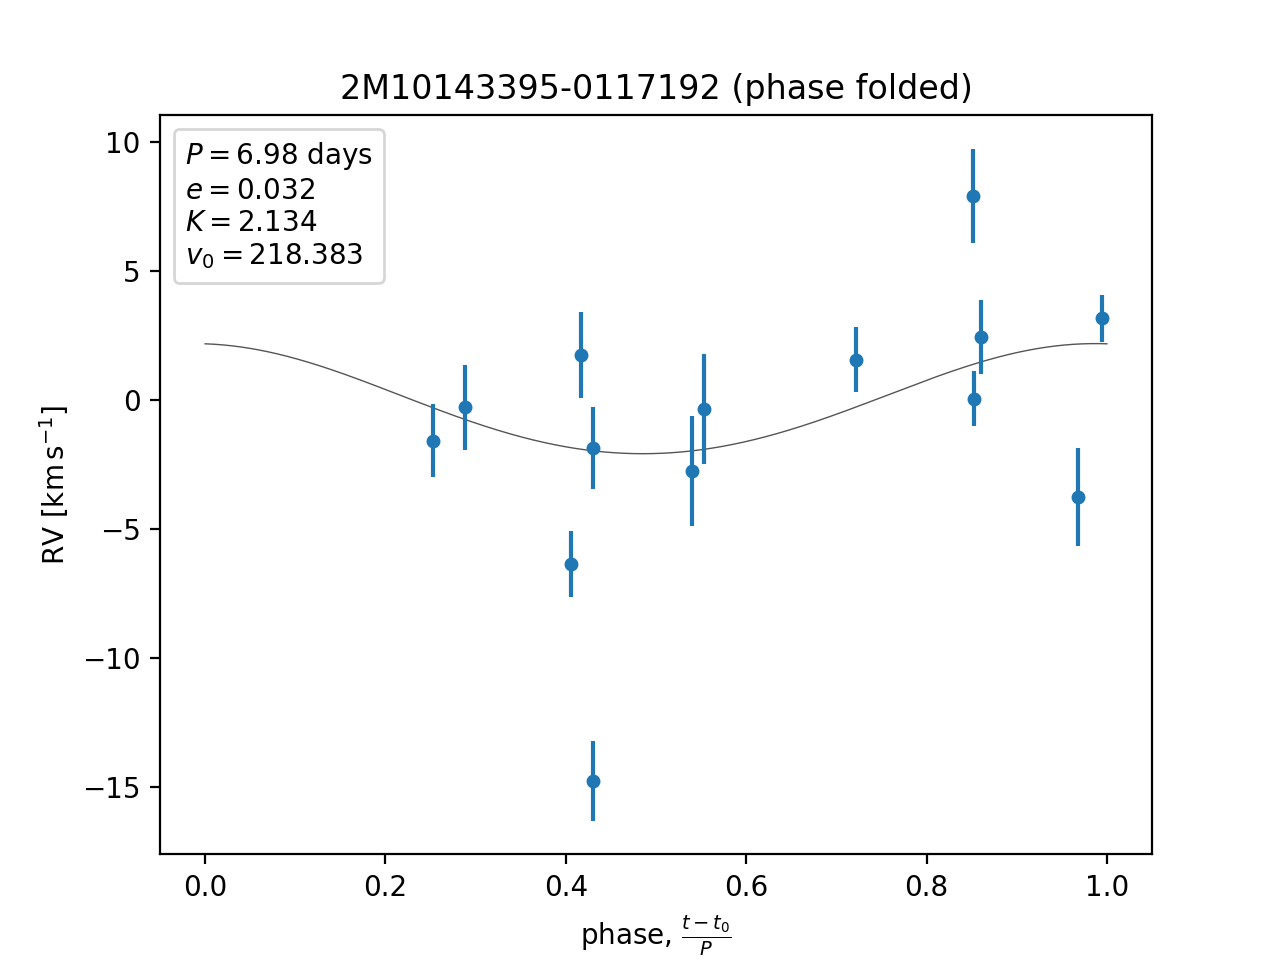 2M10143395-0117192 (phase folded)
P = 6.98 days
e = 0.032
K = 2.134
v₀ = 218.383
10
5
0
−5
−10
−15
RV [km s⁻¹]
0.0 0.2 0.4 0.6 0.8 1.0
phase, (t − t₀)/P